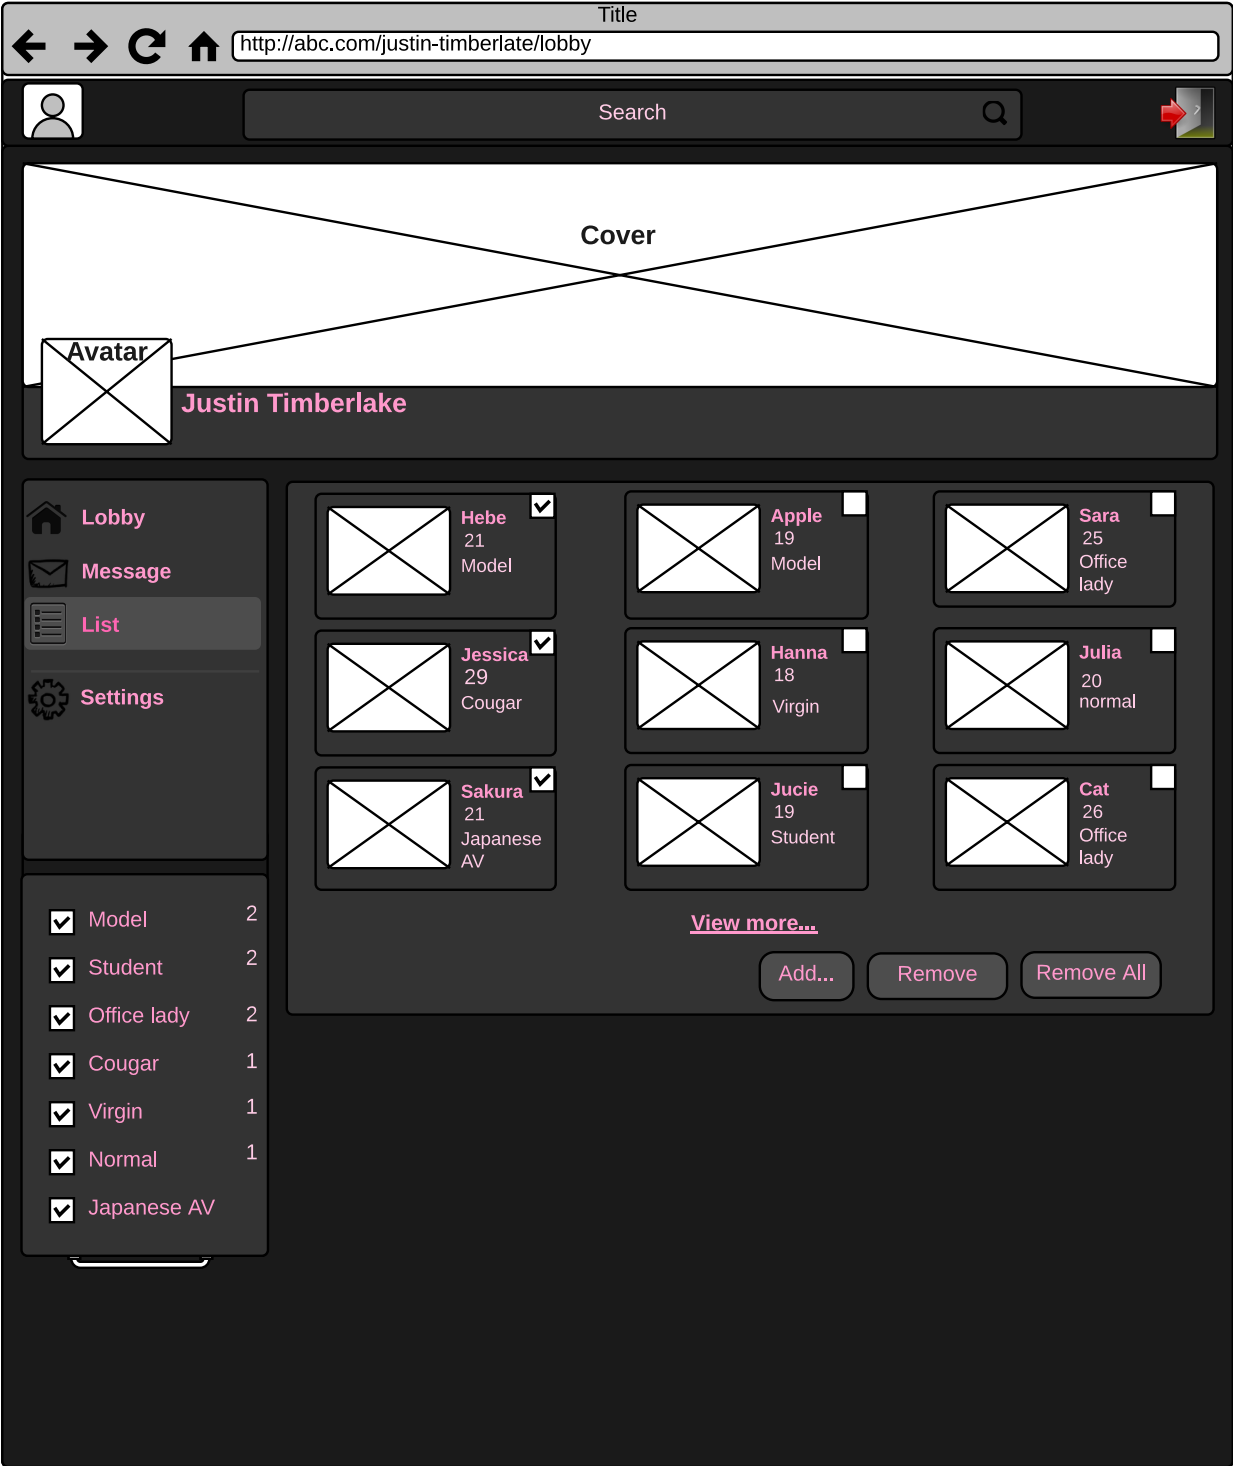 Title
http://abc.com/justin-timberlate/lobby
Search
Cover
Avatar
Justin Timberlake
Lobby
Message
List
Settings
Hebe
21
Model
Apple
19
Model
Sara
25
Office
lady
Jessica
29
Cougar
Hanna
18
Virgin
Julia
20
normal
Sakura
21
Japanese
AV
Jucie
19
Student
Cat
26
Office
lady
View more...
Add...
Remove
Remove All
Model 2
Student 2
Office lady 2
Cougar 1
Virgin 1
Normal 1
Japanese AV